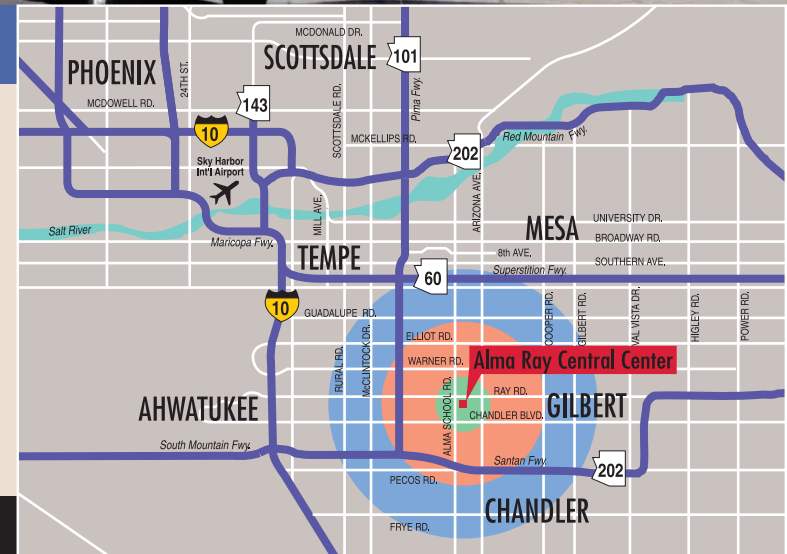 MCDONALD DR.
SCOTTSDALE
101
PHOENIX
24TH ST.
MCDOWELL RD.
143
SCOTTSDALE RD.
Pima Fwy.
10
MCKELLIPS RD.
Red Mountain Fwy.
202
Sky Harbor
Int'l Airport
MILL AVE.
ARIZONA AVE.
Salt River
Maricopa Fwy.
MESA
UNIVERSITY DR.
BROADWAY RD.
8th AVE.
SOUTHERN AVE.
TEMPE
60
Superstition Fwy.
10
GUADALUPE RD.
COOPER RD.
GILBERT RD.
VAL VISTA DR.
HIGLEY RD.
POWER RD.
ELLIOT RD.
RURAL RD.
McCLINTOCK DR.
WARNER RD.
Alma Ray Central Center
ALMA SCHOOL RD.
RAY RD.
AHWATUKEE
CHANDLER BLVD.
GILBERT
South Mountain Fwy.
Santan Fwy.
202
PECOS RD.
CHANDLER
FRYE RD.